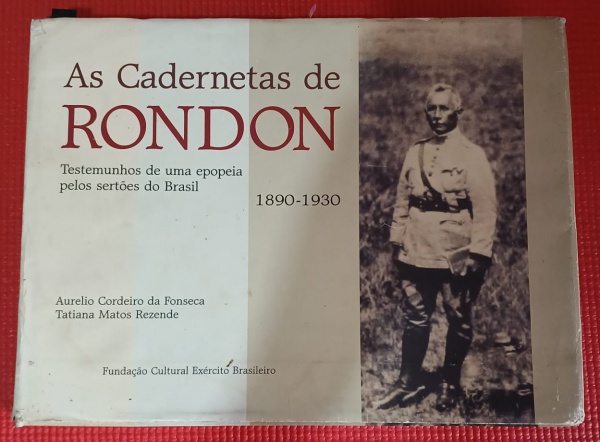 As Cadernetas de
RONDON
Testemunhos de uma epopeia
pelos sertões do Brasil
1890-1930
Aurelio Cordeiro da Fonseca
Tatiana Matos Rezende
Fundação Cultural Exército Brasileiro